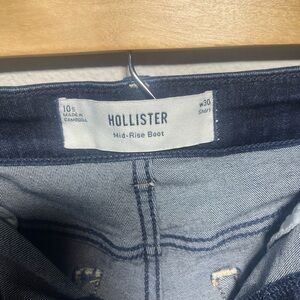 10S
MADE IN
CAMBODIA
HOLLISTER
Mid-Rise Boot
W30
SHORT